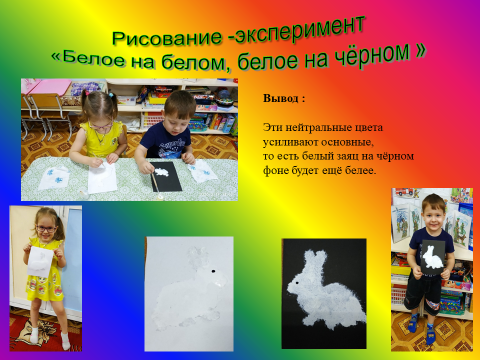 Рисование -эксперимент
«Белое на белом, белое на чёрном »
Вывод :
Эти нейтральные цвета
усиливают основные,
то есть белый заяц на чёрном
фоне будет ещё белее.